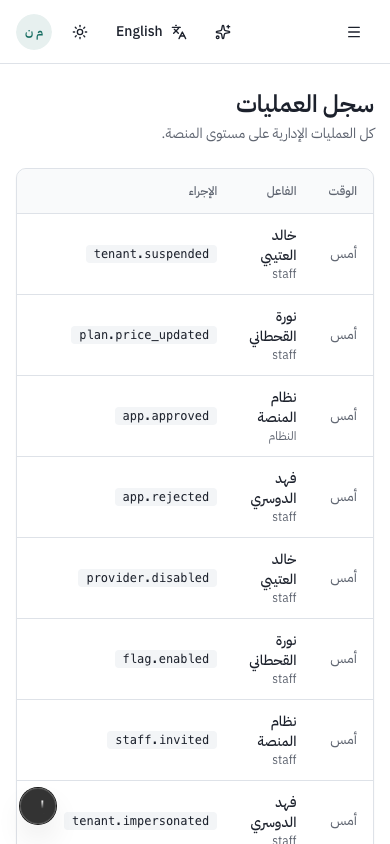 م ن
English
سجل العمليات
كل العمليات الإدارية على مستوى المنصة.
الوقت الفاعل الإجراء
أمس خالد العتيبي staff tenant.suspended
أمس نورة القحطاني staff plan.price_updated
أمس نظام المنصة النظام app.approved
أمس فهد الدوسري staff app.rejected
أمس خالد العتيبي staff provider.disabled
أمس نورة القحطاني staff flag.enabled
أمس نظام المنصة staff staff.invited
أمس فهد الدوسري staff tenant.impersonated